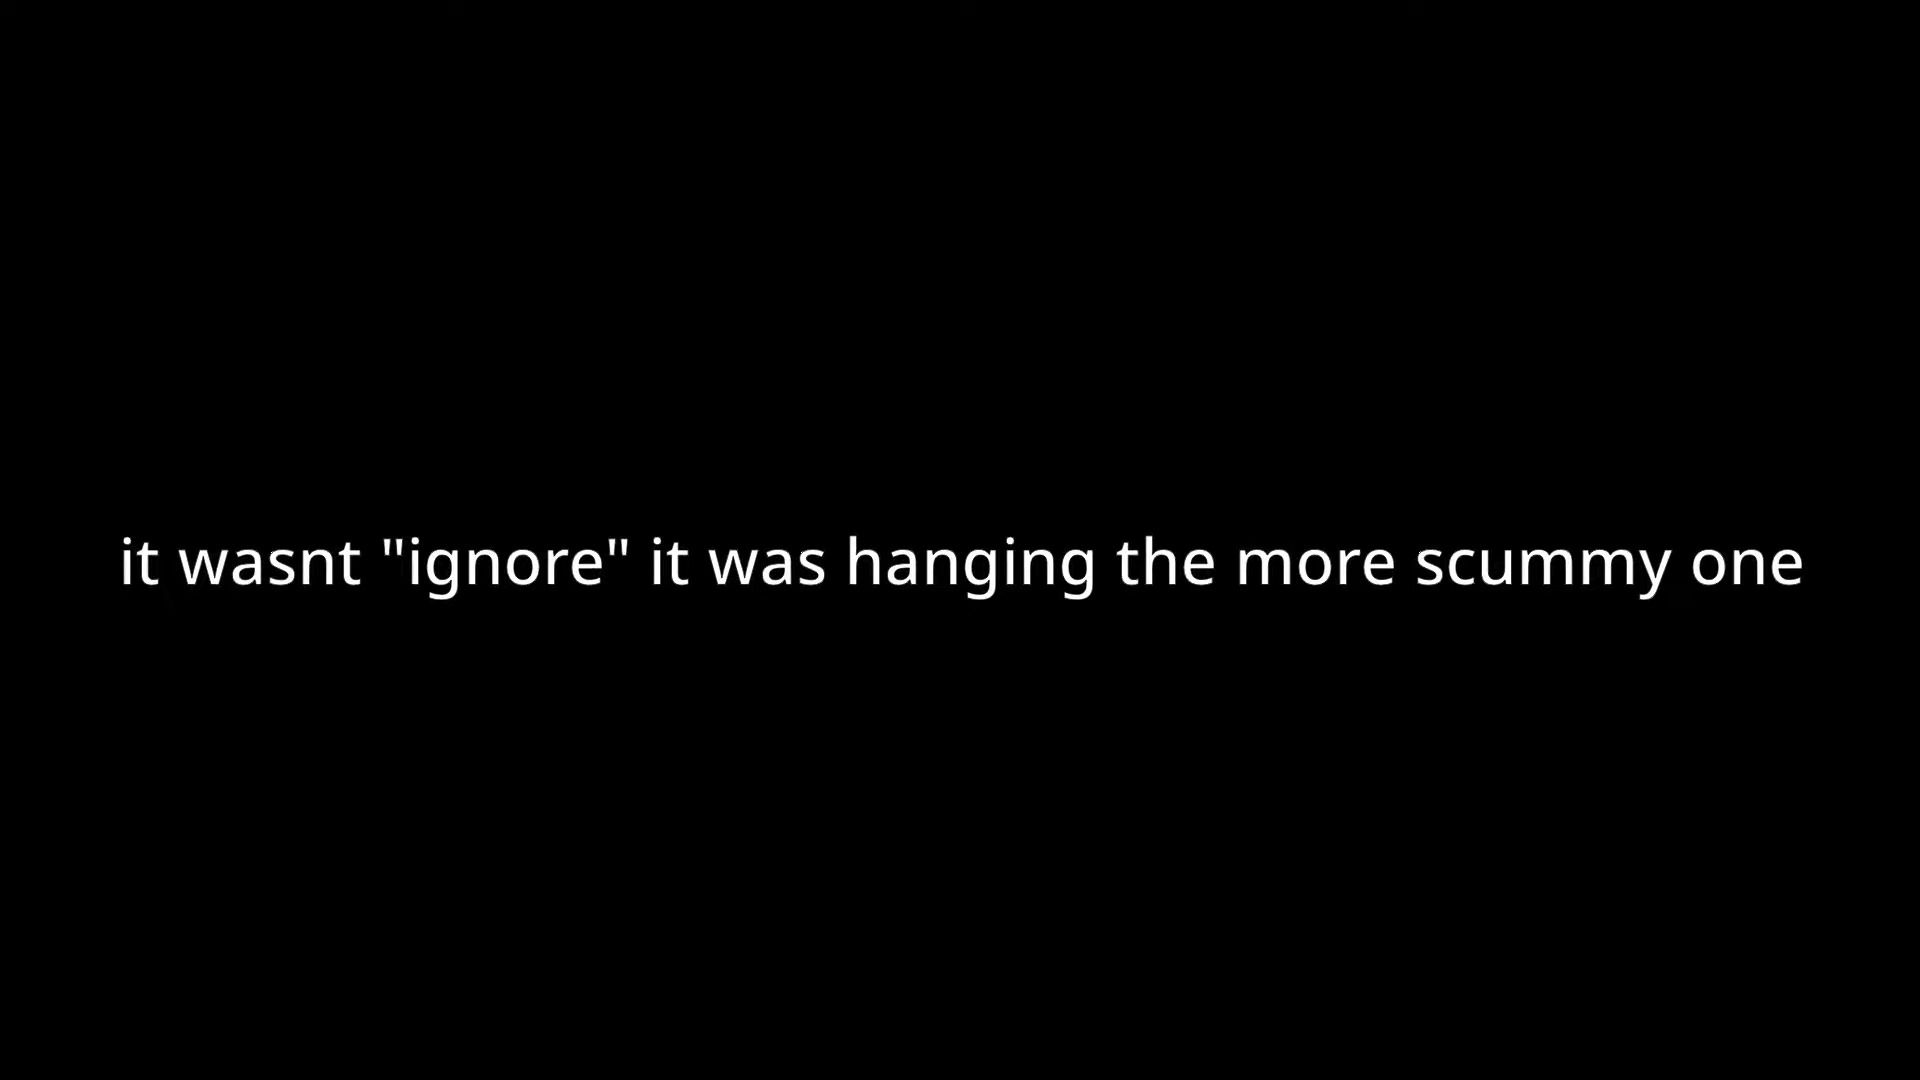 it wasnt "ignore" it was hanging the more scummy one